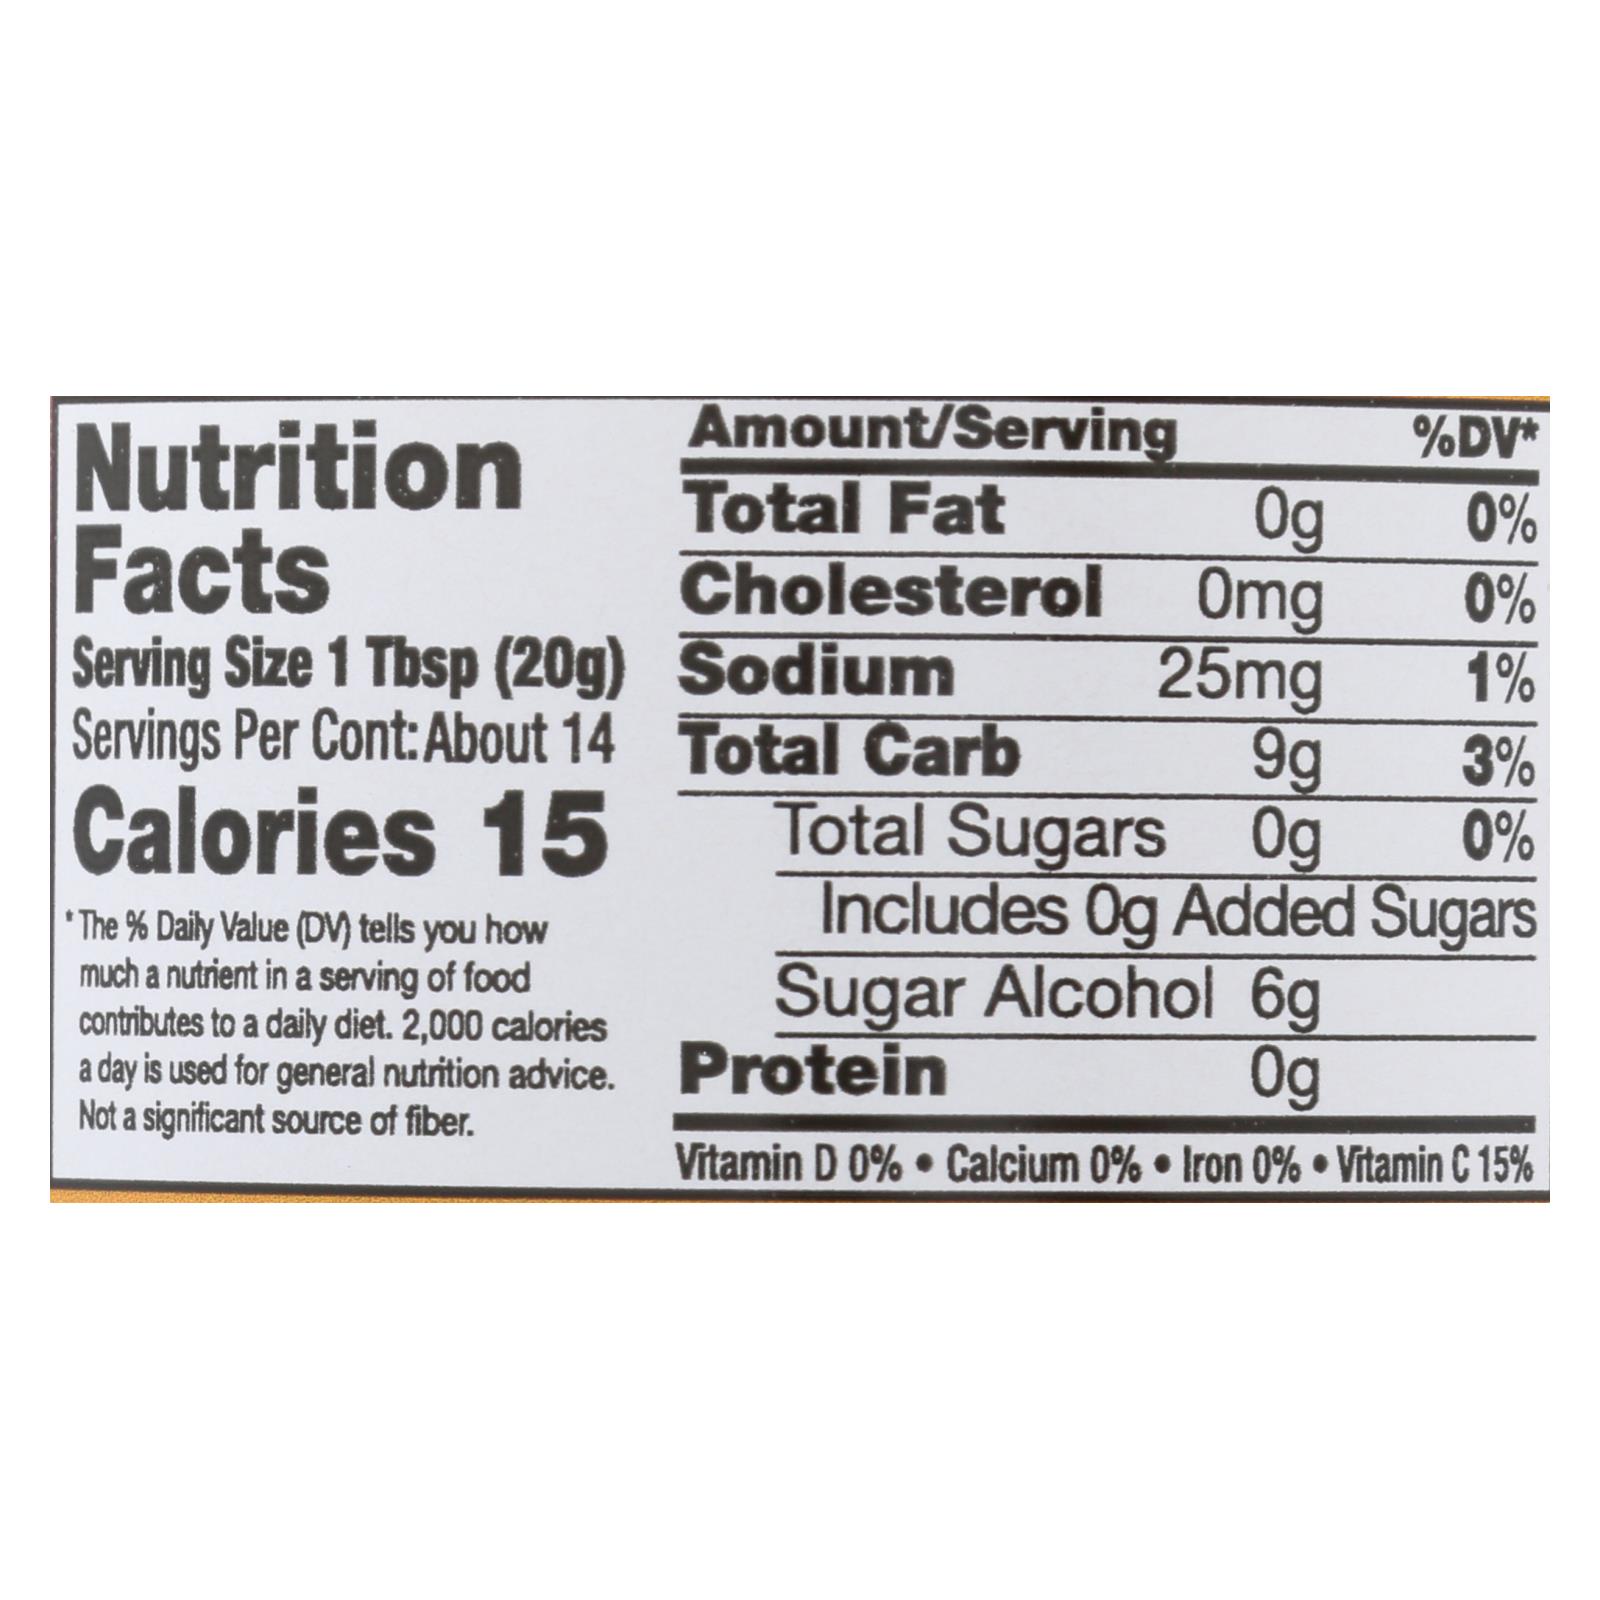 Nutrition
Facts
Serving Size 1 Tbsp (20g)
Servings Per Cont: About 14
Calories 15
* The % Daily Value (DV) tells you how
much a nutrient in a serving of food
contributes to a daily diet. 2,000 calories
a day is used for general nutrition advice.
Not a significant source of fiber.
Amount/Serving %DV*
Total Fat 0g 0%
Cholesterol 0mg 0%
Sodium 25mg 1%
Total Carb 9g 3%
Total Sugars 0g 0%
Includes 0g Added Sugars
Sugar Alcohol 6g
Protein 0g
Vitamin D 0% • Calcium 0% • Iron 0% • Vitamin C 15%